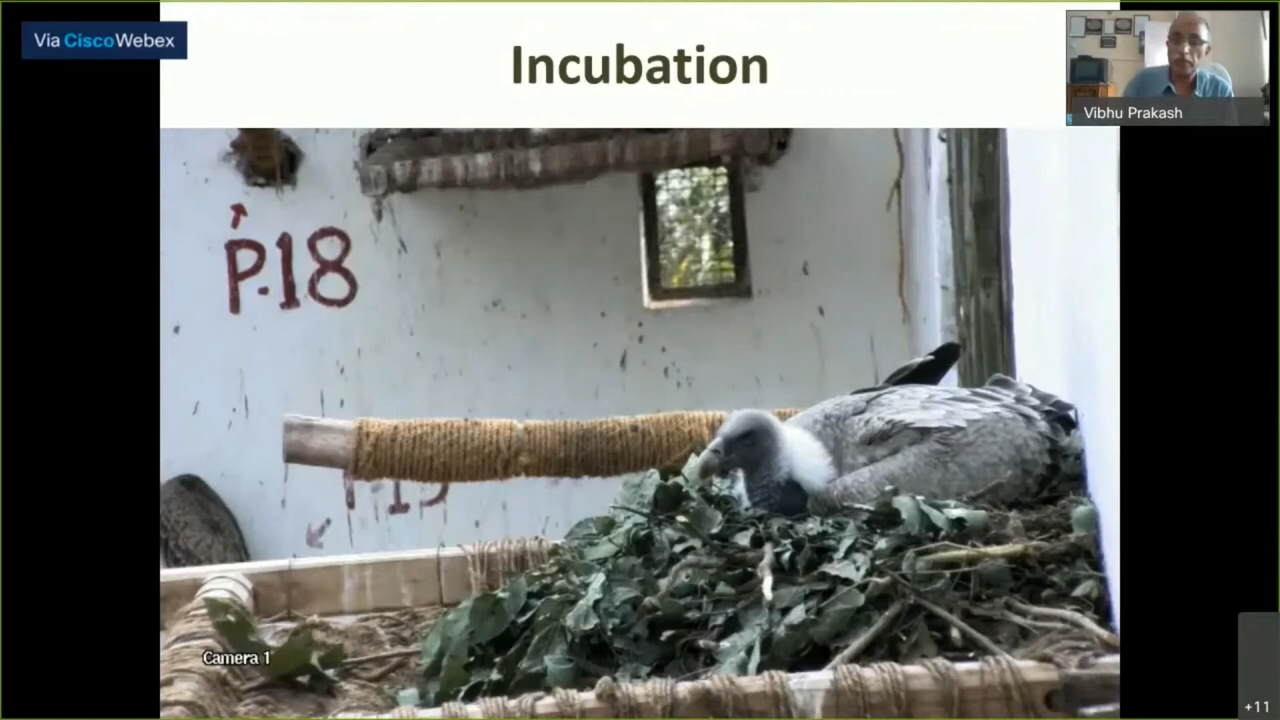 Via CiscoWebex
Incubation
Vibhu Prakash
P.18
Camera 1
+11